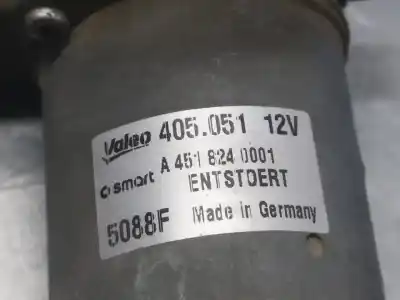 Valeo 405.051 12V
smart A 451 824 0001
ENTSTOERT
5088F Made in Germany